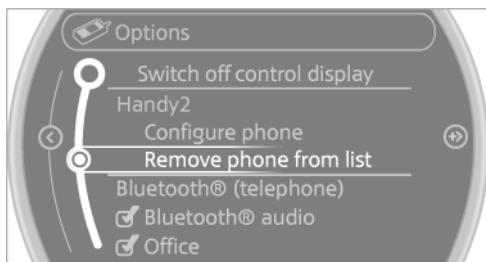 Options
Switch off control display
Handy2
Configure phone
Remove phone from list
Bluetooth® (telephone)
Bluetooth® audio
Office